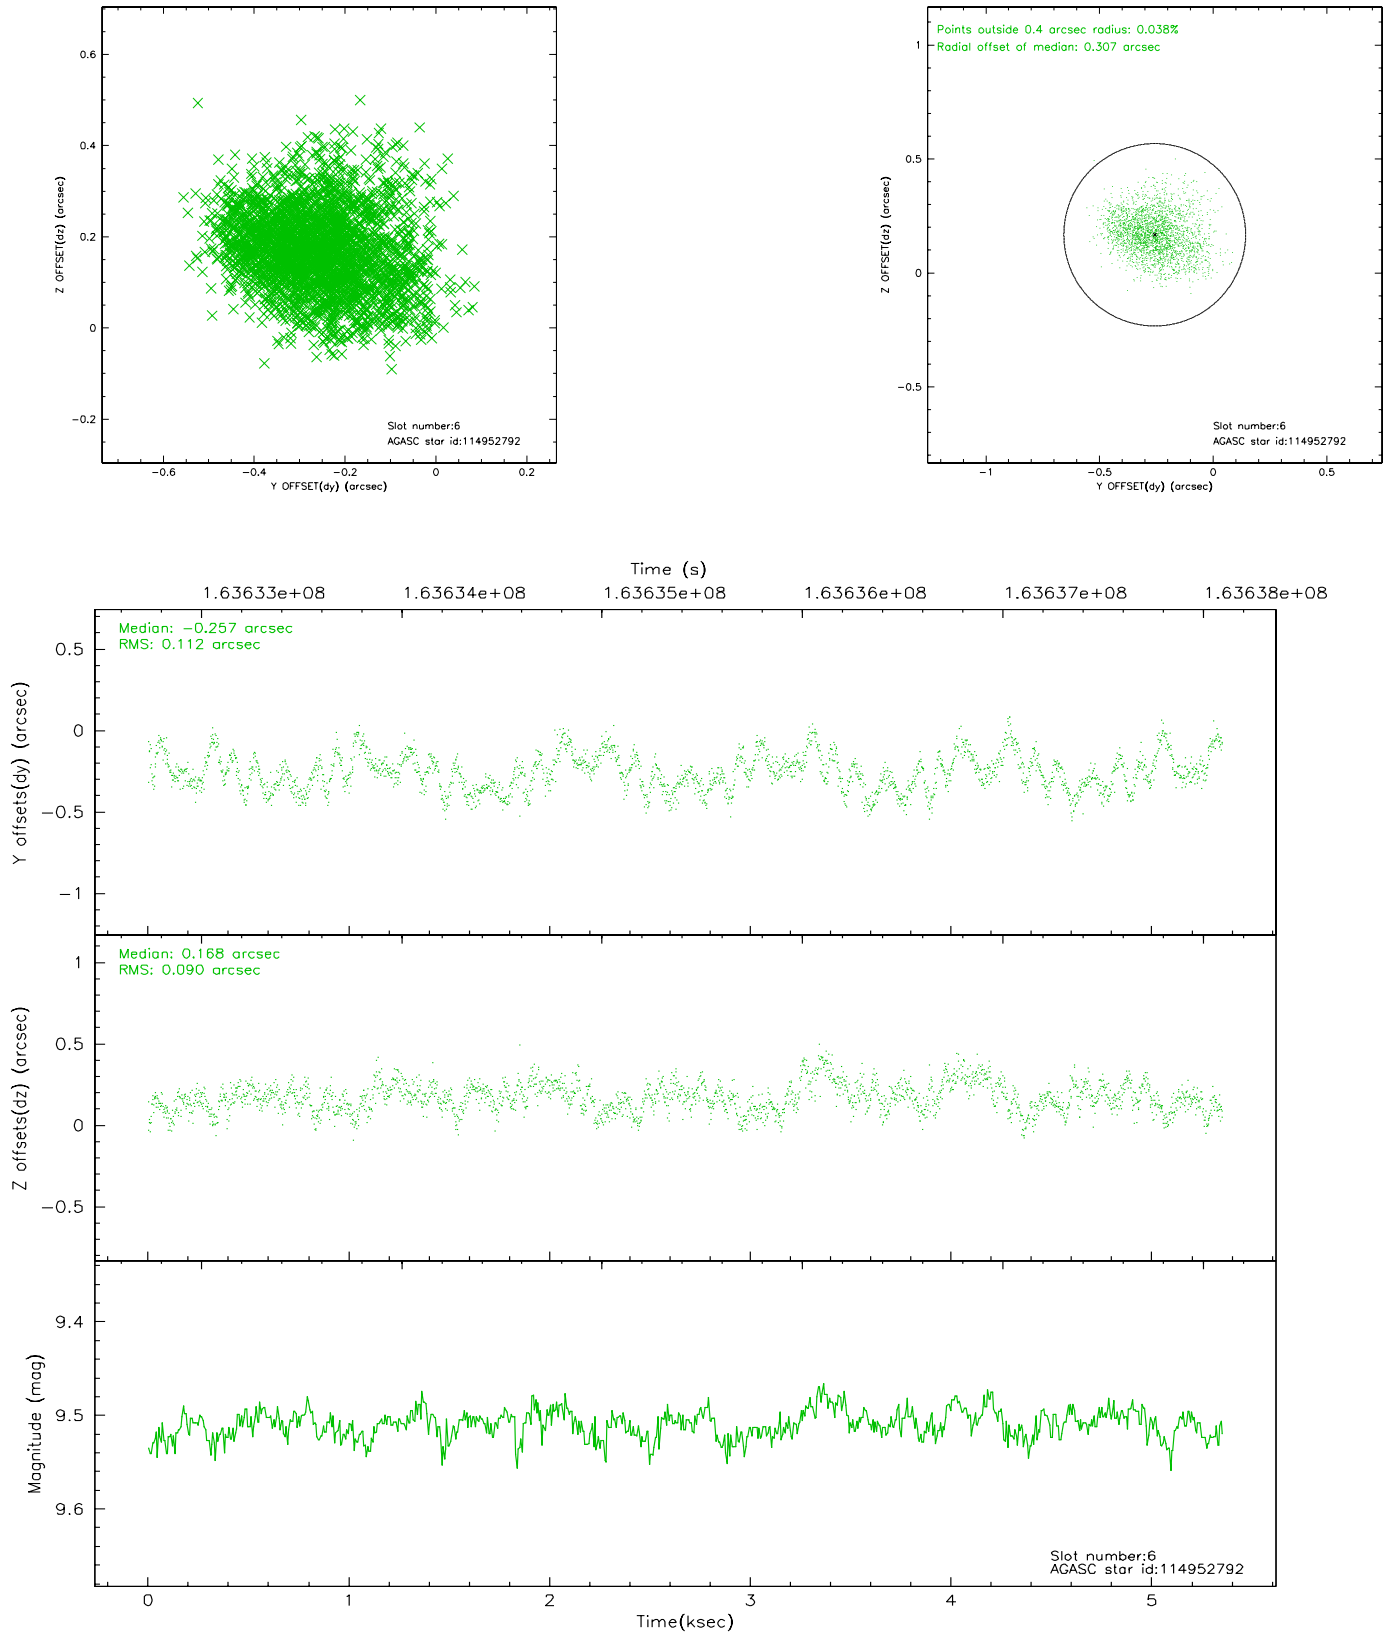 0.6
0.4
0.2
0
−0.2
Z OFFSET(dz) (arcsec)
Slot number:6
AGASC star id:114952792
−0.6 −0.4 −0.2 0 0.2
Y OFFSET(dy) (arcsec)
Points outside 0.4 arcsec radius: 0.038%
Radial offset of median: 0.307 arcsec
1
0.5
0
−0.5
Z OFFSET(dz) (arcsec)
Slot number:6
AGASC star id:114952792
−1 −0.5 0 0.5
Y OFFSET(dy) (arcsec)
Time (s)
1.63633e+08 1.63634e+08 1.63635e+08 1.63636e+08 1.63637e+08 1.63638e+08
Median: −0.257 arcsec
RMS: 0.112 arcsec
0.5
0
−0.5
−1
Y offsets(dy) (arcsec)
Median: 0.168 arcsec
RMS: 0.090 arcsec
1
0.5
0
−0.5
Z offsets(dz) (arcsec)
9.4
9.5
9.6
Magnitude (mag)
Slot number:6
AGASC star id:114952792
0 1 2 3 4 5
Time(ksec)